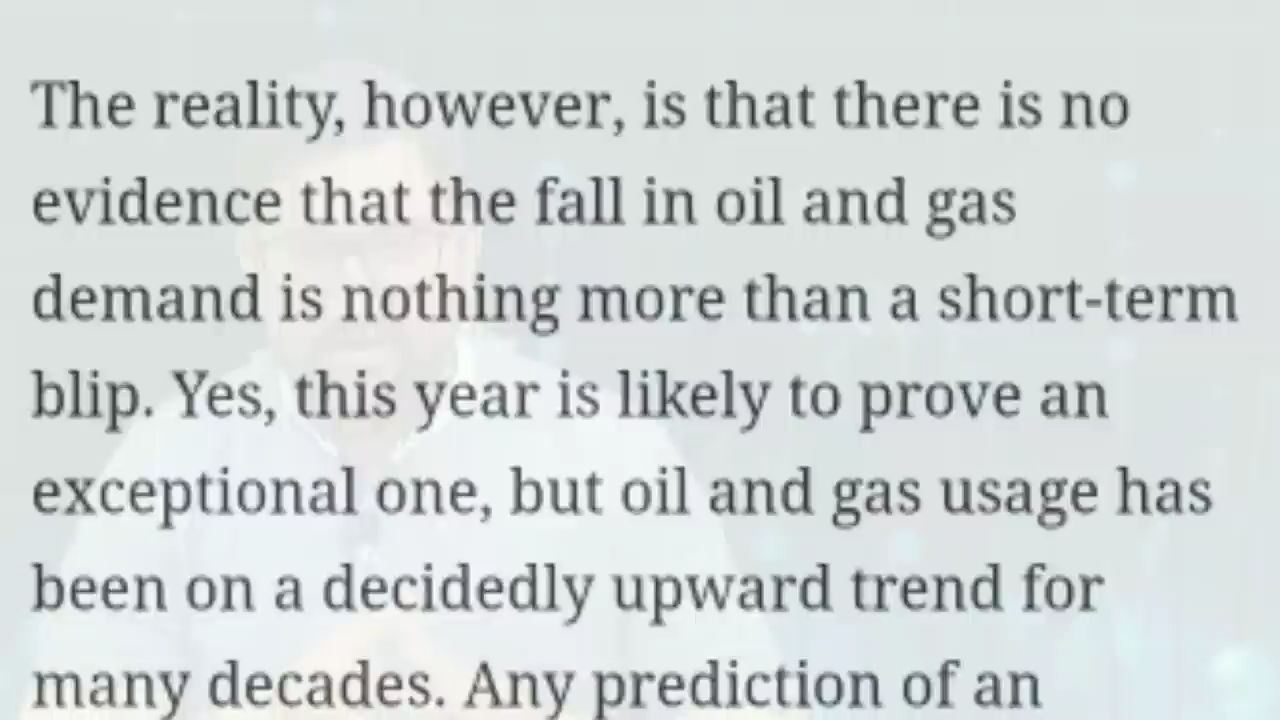 The reality, however, is that there is no
evidence that the fall in oil and gas
demand is nothing more than a short-term
blip. Yes, this year is likely to prove an
exceptional one, but oil and gas usage has
been on a decidedly upward trend for
many decades. Any prediction of an